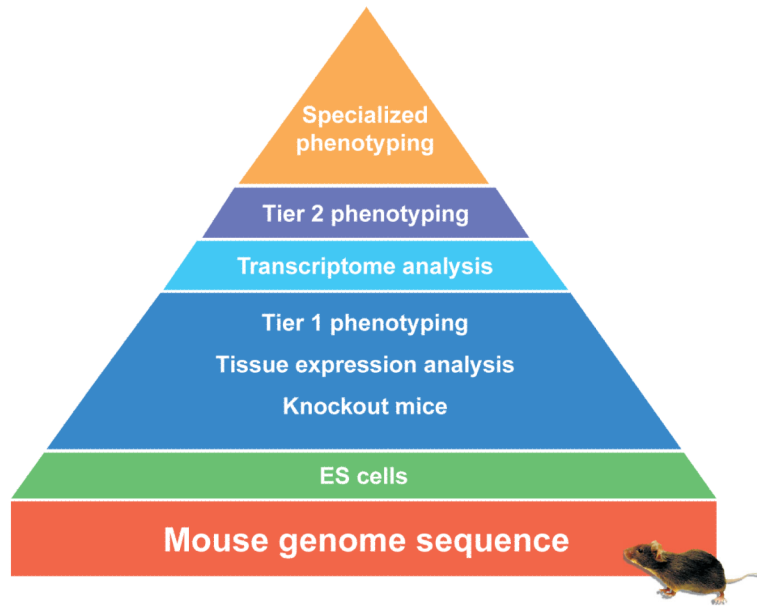 Specialized
phenotyping
Tier 2 phenotyping
Transcriptome analysis
Tier 1 phenotyping
Tissue expression analysis
Knockout mice
ES cells
Mouse genome sequence